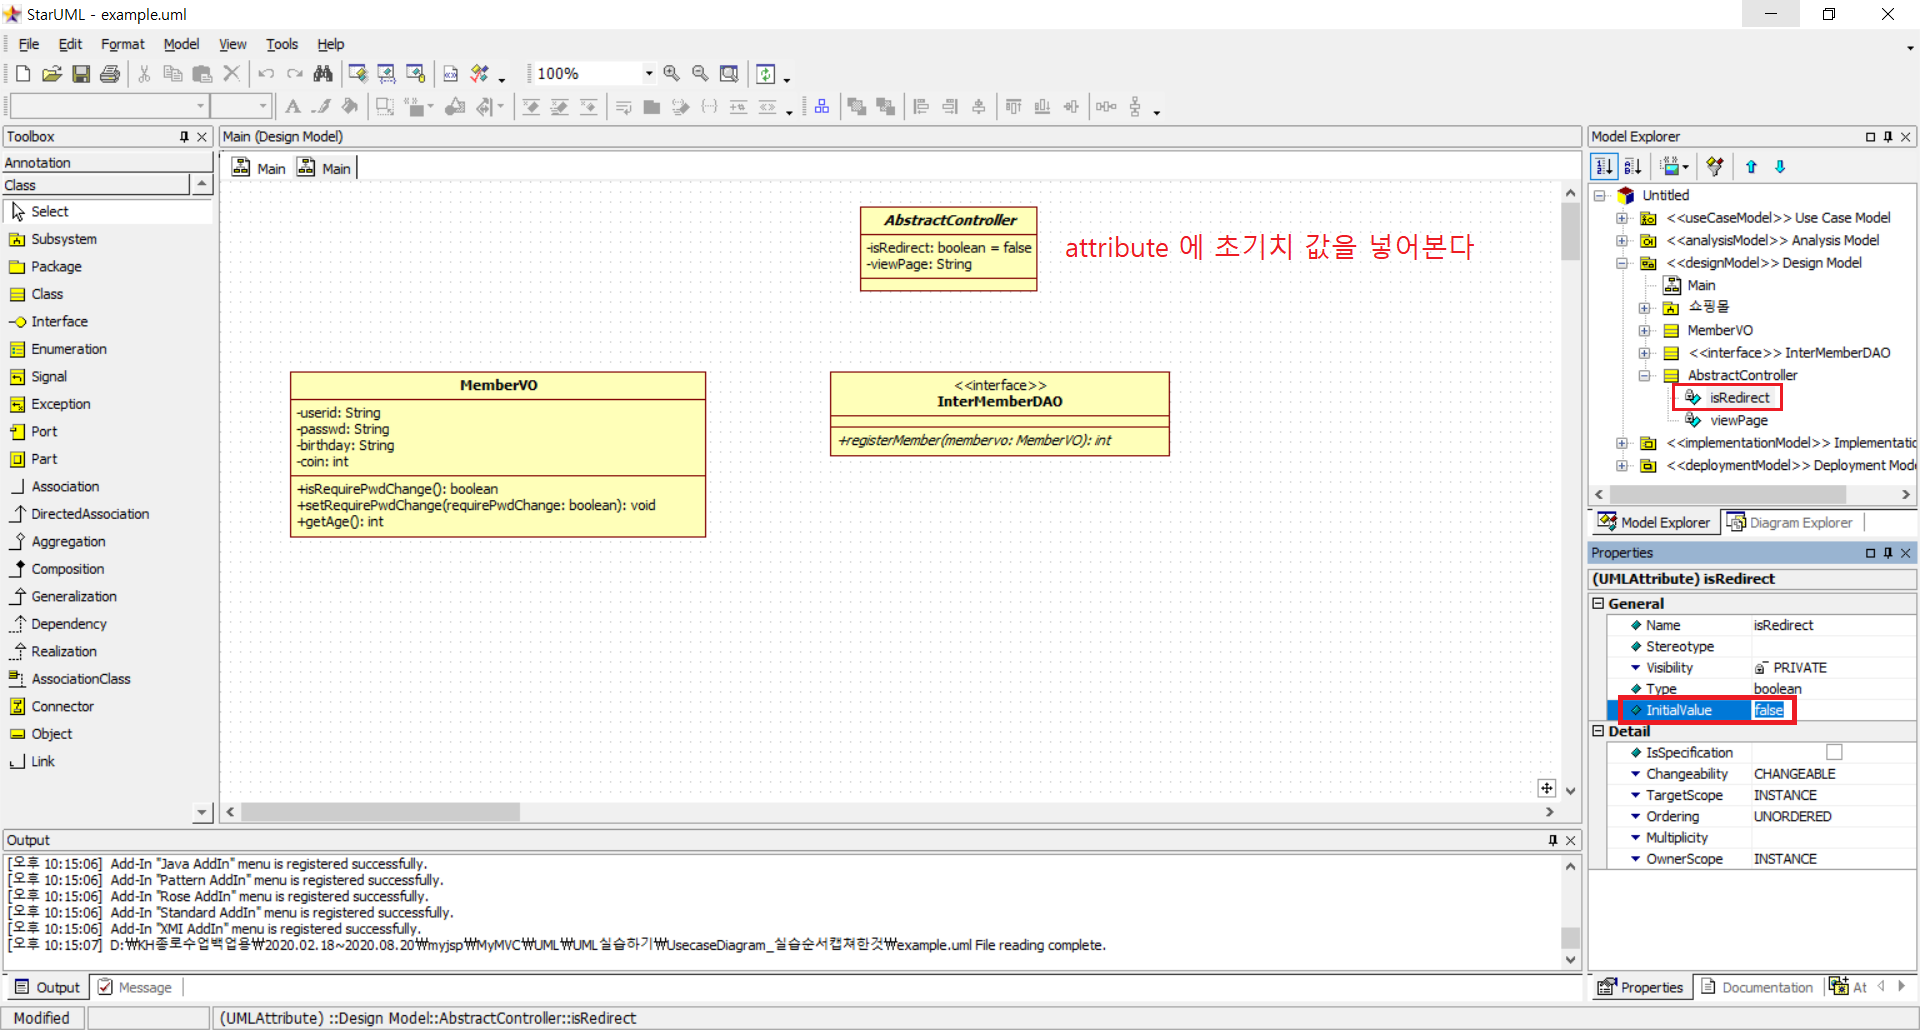 StarUML - example.uml
File Edit Format Model View Tools Help
100%
Toolbox
Annotation
Class
Select
Subsystem
Package
Class
Interface
Enumeration
Signal
Exception
Port
Part
Association
DirectedAssociation
Aggregation
Composition
Generalization
Dependency
Realization
AssociationClass
Connector
Object
Link
Main (Design Model)
Main Main
AbstractController
-isRedirect: boolean = false
-viewPage: String
attribute 에 초기치 값을 넣어본다
MemberVO
-userid: String
-passwd: String
-birthday: String
-coin: int
+isRequirePwdChange(): boolean
+setRequirePwdChange(requirePwdChange: boolean): void
+getAge(): int
<<interface>>
InterMemberDAO
+registerMember(membervo: MemberVO): int
Model Explorer
Untitled
<<useCaseModel>> Use Case Model
<<analysisModel>> Analysis Model
<<designModel>> Design Model
Main
쇼핑몰
MemberVO
<<interface>> InterMemberDAO
AbstractController
isRedirect
viewPage
<<implementationModel>> Implementatio
<<deploymentModel>> Deployment Mode
Model Explorer Diagram Explorer
Properties
(UMLAttribute) isRedirect
General
Name isRedirect
Stereotype
Visibility PRIVATE
Type boolean
InitialValue false
Detail
IsSpecification
Changeability CHANGEABLE
TargetScope INSTANCE
Ordering UNORDERED
Multiplicity
OwnerScope INSTANCE
Properties Documentation At
Output
[오후 10:15:06] Add-In "Java AddIn" menu is registered successfully.
[오후 10:15:06] Add-In "Pattern AddIn" menu is registered successfully.
[오후 10:15:06] Add-In "Rose AddIn" menu is registered successfully.
[오후 10:15:06] Add-In "Standard AddIn" menu is registered successfully.
[오후 10:15:06] Add-In "XMI AddIn" menu is registered successfully.
[오후 10:15:07] D:₩KH종로수업백업용₩2020.02.18~2020.08.20₩myjsp₩MyMVC₩UML₩UML실습하기₩UsecaseDiagram_실습순서캡쳐한것₩example.uml File reading complete.
Output Message
Modified
(UMLAttribute) ::Design Model::AbstractController::isRedirect